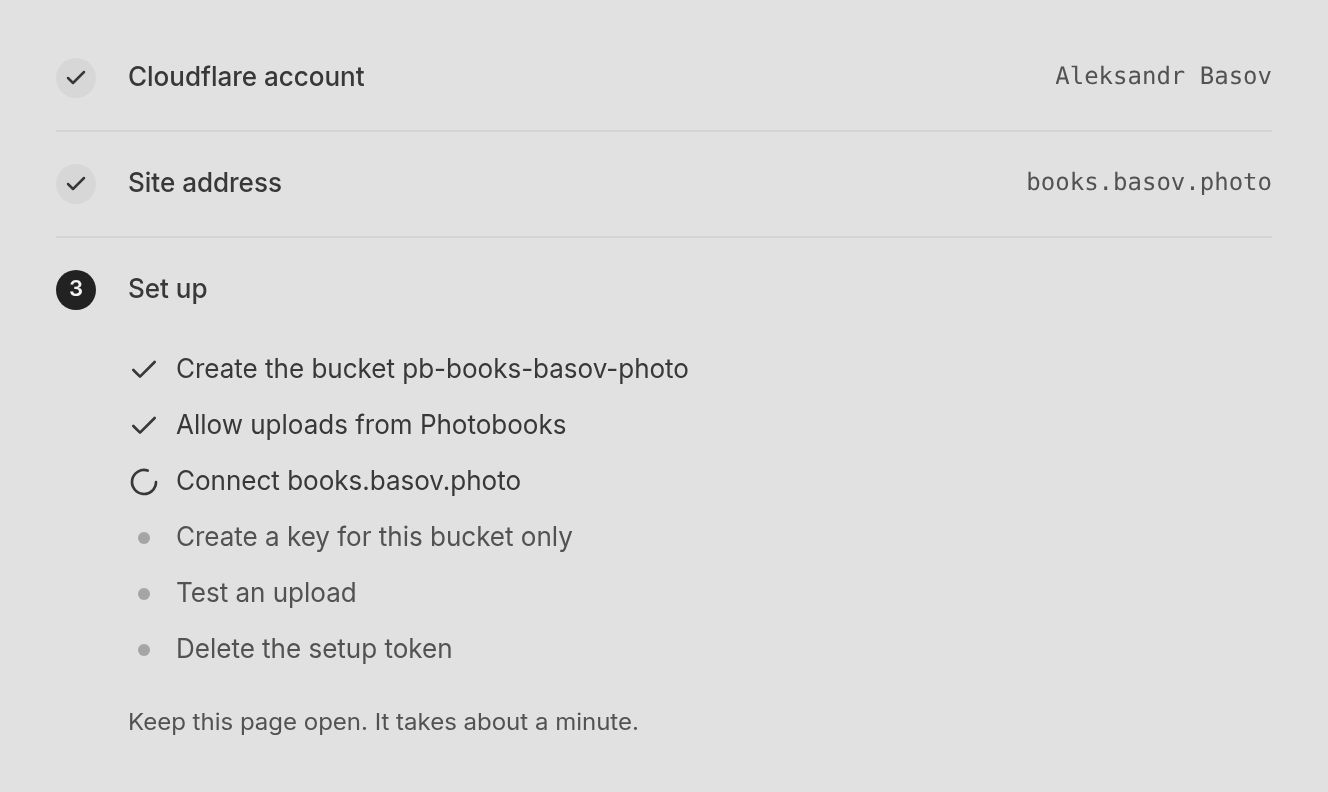 Cloudflare account
Aleksandr Basov
Site address
books.basov.photo
3
Set up
Create the bucket pb-books-basov-photo
Allow uploads from Photobooks
Connect books.basov.photo
Create a key for this bucket only
Test an upload
Delete the setup token
Keep this page open. It takes about a minute.